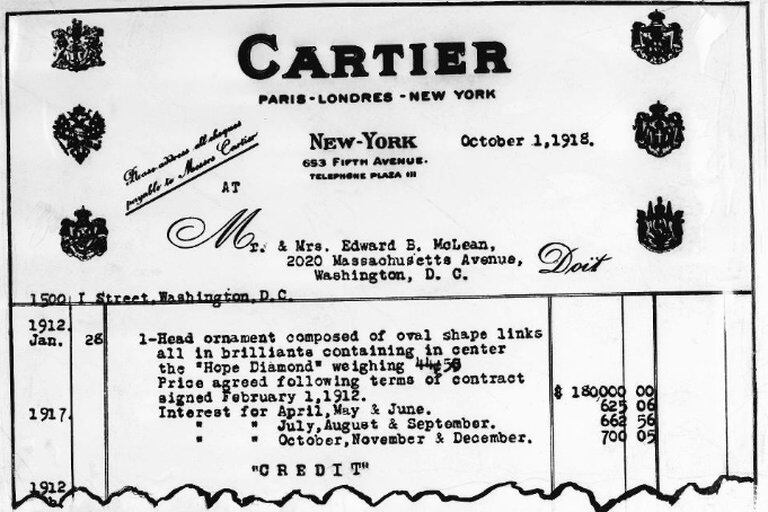 CARTIER
PARIS-LONDRES-NEW YORK
NEW-YORK October 1,1918.
653 FIFTH AVENUE.
TELEPHONE PLAZA III
Please address all cheques
payable to Messrs Cartier
AT
Mr. & Mrs. Edward B. McLean,
2020 Massachusetts Avenue,
Washington, D. C.
Doit
1500 I Street,Washington,D.C.
1912.
Jan. 28 1-Head ornament composed of oval shape links
all in brilliants containing in center
the "Hope Diamond" weighing
Price agreed following terms of contract
signed February 1,1912. $ 180,000 00
1917. Interest for April,May & June. 625 06
" " July,August & September. 662 56
" " October,November & December. 700 05
"CREDIT"
1912